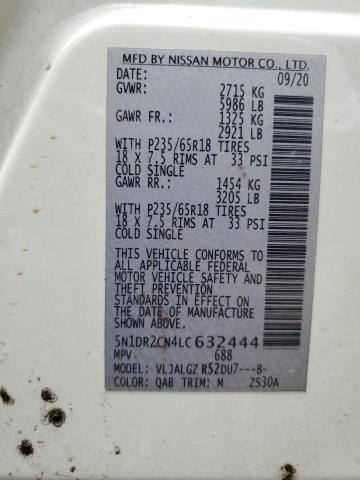 MFD BY NISSAN MOTOR CO., LTD.
DATE: 09/20
GVWR: 2715 KG
5986 LB
GAWR FR.: 1325 KG
2921 LB
WITH P235/65R18 TIRES
18 X 7.5 RIMS AT 33 PSI
COLD SINGLE
GAWR RR.: 1454 KG
3205 LB
WITH P235/65R18 TIRES
18 X 7.5 RIMS AT 33 PSI
COLD SINGLE
THIS VEHICLE CONFORMS TO
ALL APPLICABLE FEDERAL
MOTOR VEHICLE SAFETY AND
THEFT PREVENTION
STANDARDS IN EFFECT ON
THE DATE OF MANUFACTURE
SHOWN ABOVE.
5N1DR2CN4LC632444
MPV 688
MODEL: VLJALGZ R52DU7---8-
COLOR: QAB TRIM: M ZS30A